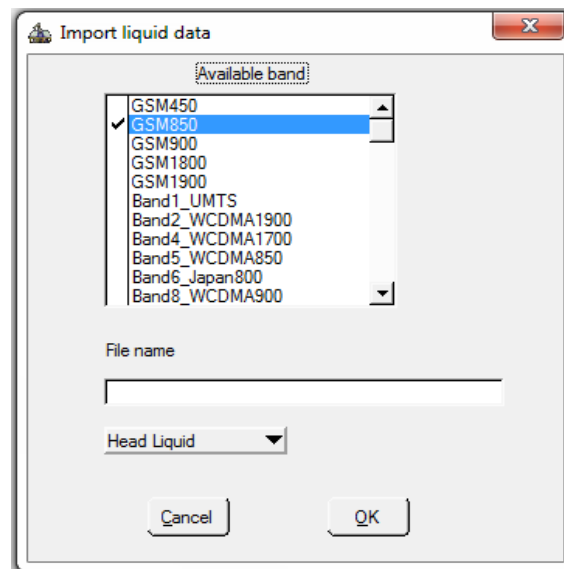 Import liquid data
Available band
GSM450
GSM850
GSM900
GSM1800
GSM1900
Band1_UMTS
Band2_WCDMA1900
Band4_WCDMA1700
Band5_WCDMA850
Band6_Japan800
Band8_WCDMA900
File name
Head Liquid
Cancel OK